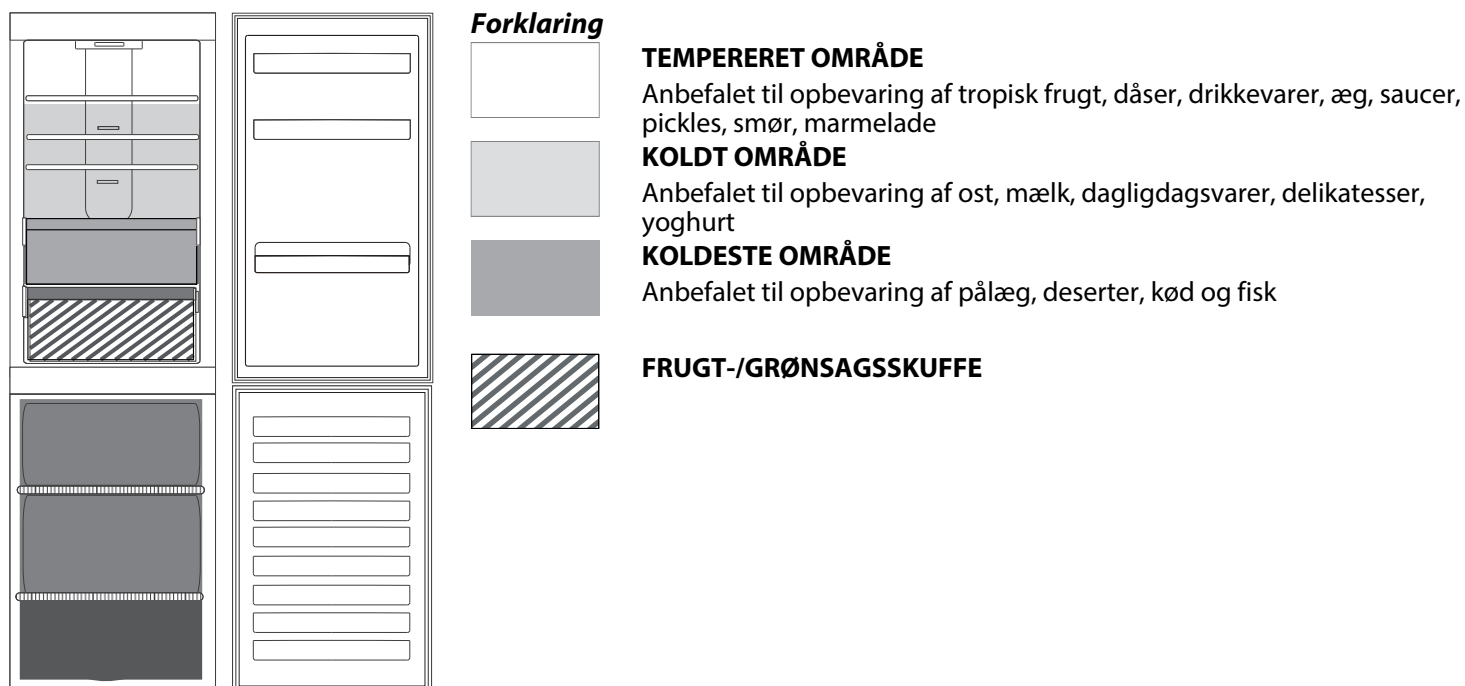 Forklaring
TEMPERERET OMRÅDE
Anbefalet til opbevaring af tropisk frugt, dåser, drikkevarer, æg, saucer,
pickles, smør, marmelade
KOLDT OMRÅDE
Anbefalet til opbevaring af ost, mælk, dagligdagsvarer, delikatesser,
yoghurt
KOLDESTE OMRÅDE
Anbefalet til opbevaring af pålæg, deserter, kød og fisk
FRUGT-/GRØNSAGSSKUFFE